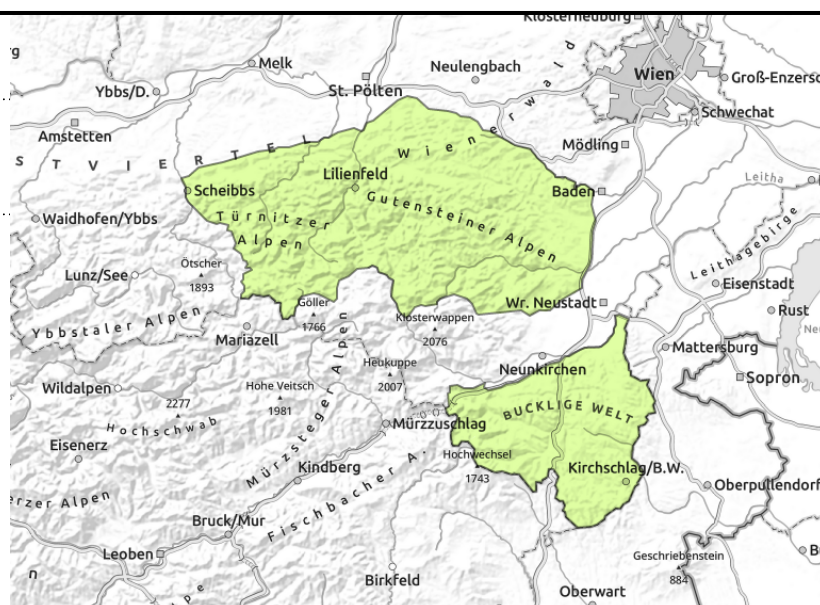 Klosterneuburg
Melk
Neulengbach
Wien
Groß-Enzersd
Ybbs/D.
St. Pölten
Schwechat
Amstetten
Mödling
Wienerwald
STVIERTEL
Leitha
Scheibbs
Lilienfeld
Baden
Waidhofen/Ybbs
Türnitzer
Alpen
Gutensteiner Alpen
Leithagebirge
Ötscher
1893
Lunz/See
Eisenstadt
Göller
1766
Wr. Neustadt
Rust
Ybbstaler Alpen
Mariazell
Klosterwappen
2076
Mattersburg
Neunkirchen
Heukuppe
2007
Sopron
Wildalpen
Hohe Veitsch
1981
2277
Hochschwab
BUCKLIGE WELT
Mürzzuschlag
Mürzsteger Alpen
Eisenerz
Hochwechsel
1743
Kindberg
Kirchschlag/B.W.
Oberpullendorf
erzer Alpen
Fischbacher A.
Bruck/Mur
Leoben
Geschriebenstein
884
Birkfeld
Oberwart